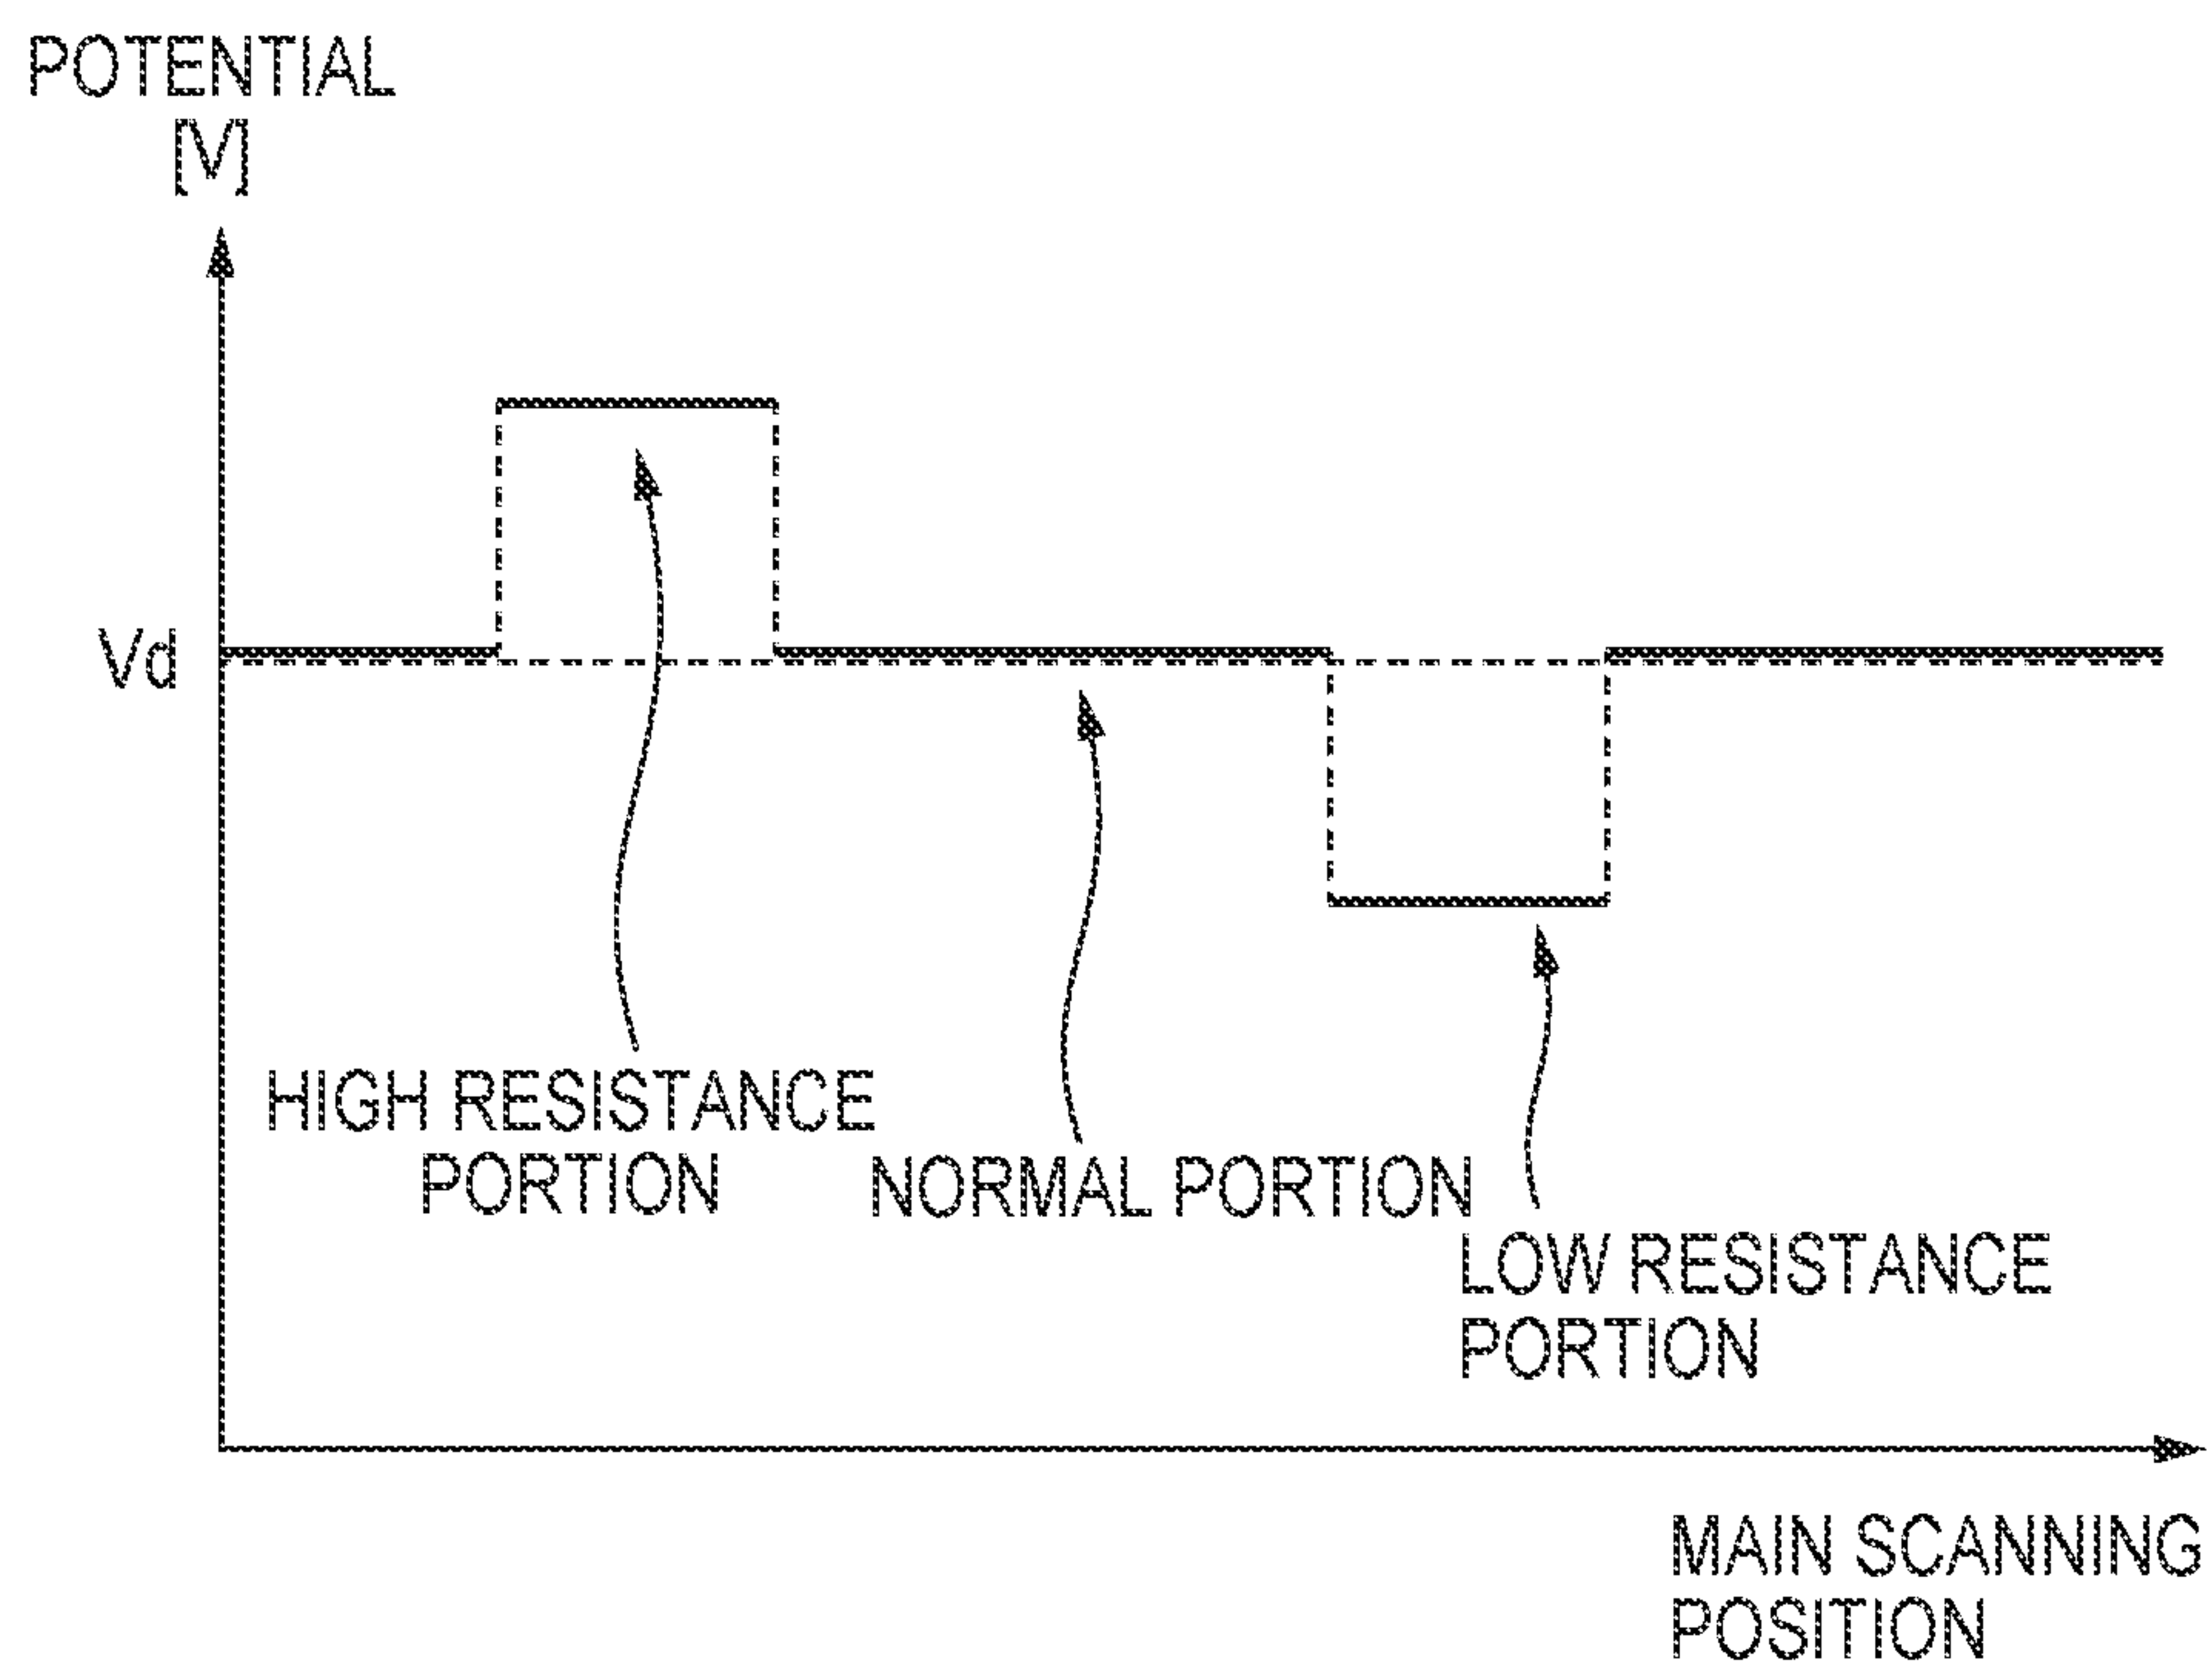 POTENTIAL
[V]
Vd
HIGH RESISTANCE
PORTION
NORMAL PORTION
LOW RESISTANCE
PORTION
MAIN SCANNING
POSITION